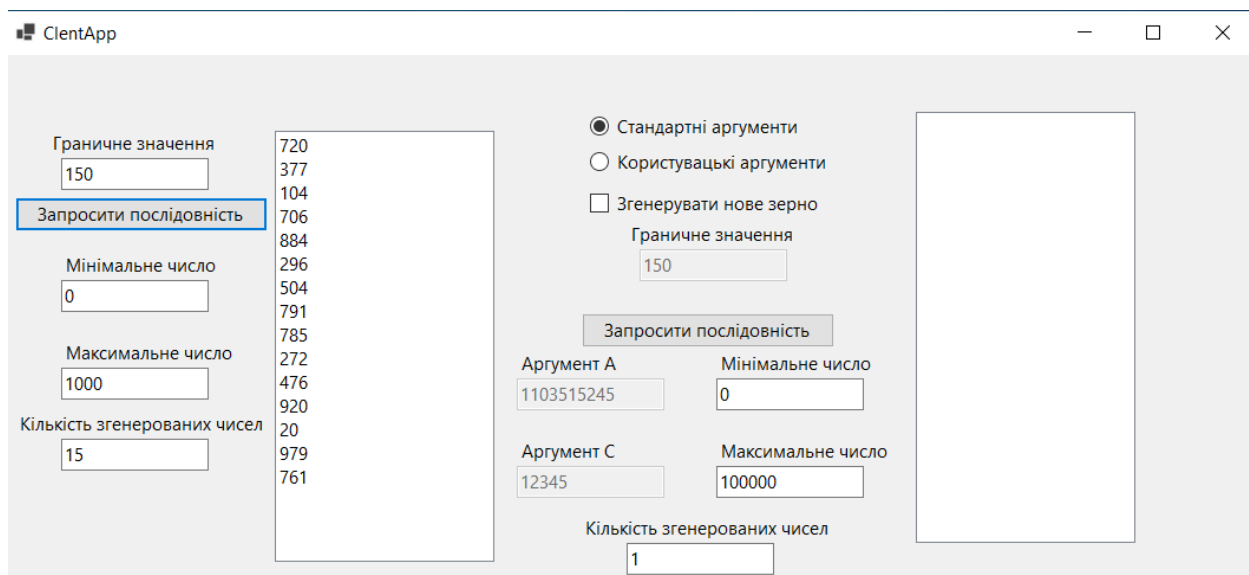 ClentApp
Граничне значення
150
Запросити послідовність
Мінімальне число
0
Максимальне число
1000
Кількість згенерованих чисел
15
720
377
104
706
884
296
504
791
785
272
476
920
20
979
761
Стандартні аргументи
Користувацькі аргументи
Згенерувати нове зерно
Граничне значення
150
Запросити послідовність
Аргумент А
1103515245
Мінімальне число
0
Аргумент С
12345
Максимальне число
100000
Кількість згенерованих чисел
1